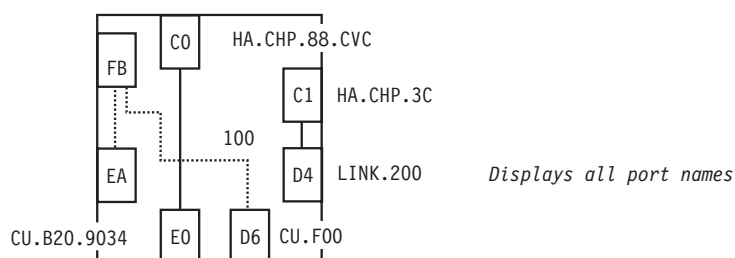 C0 HA.CHP.88.CVC
FB
C1 HA.CHP.3C
100
EA D4 LINK.200 Displays all port names
CU.B20.9034 E0 D6 CU.F00